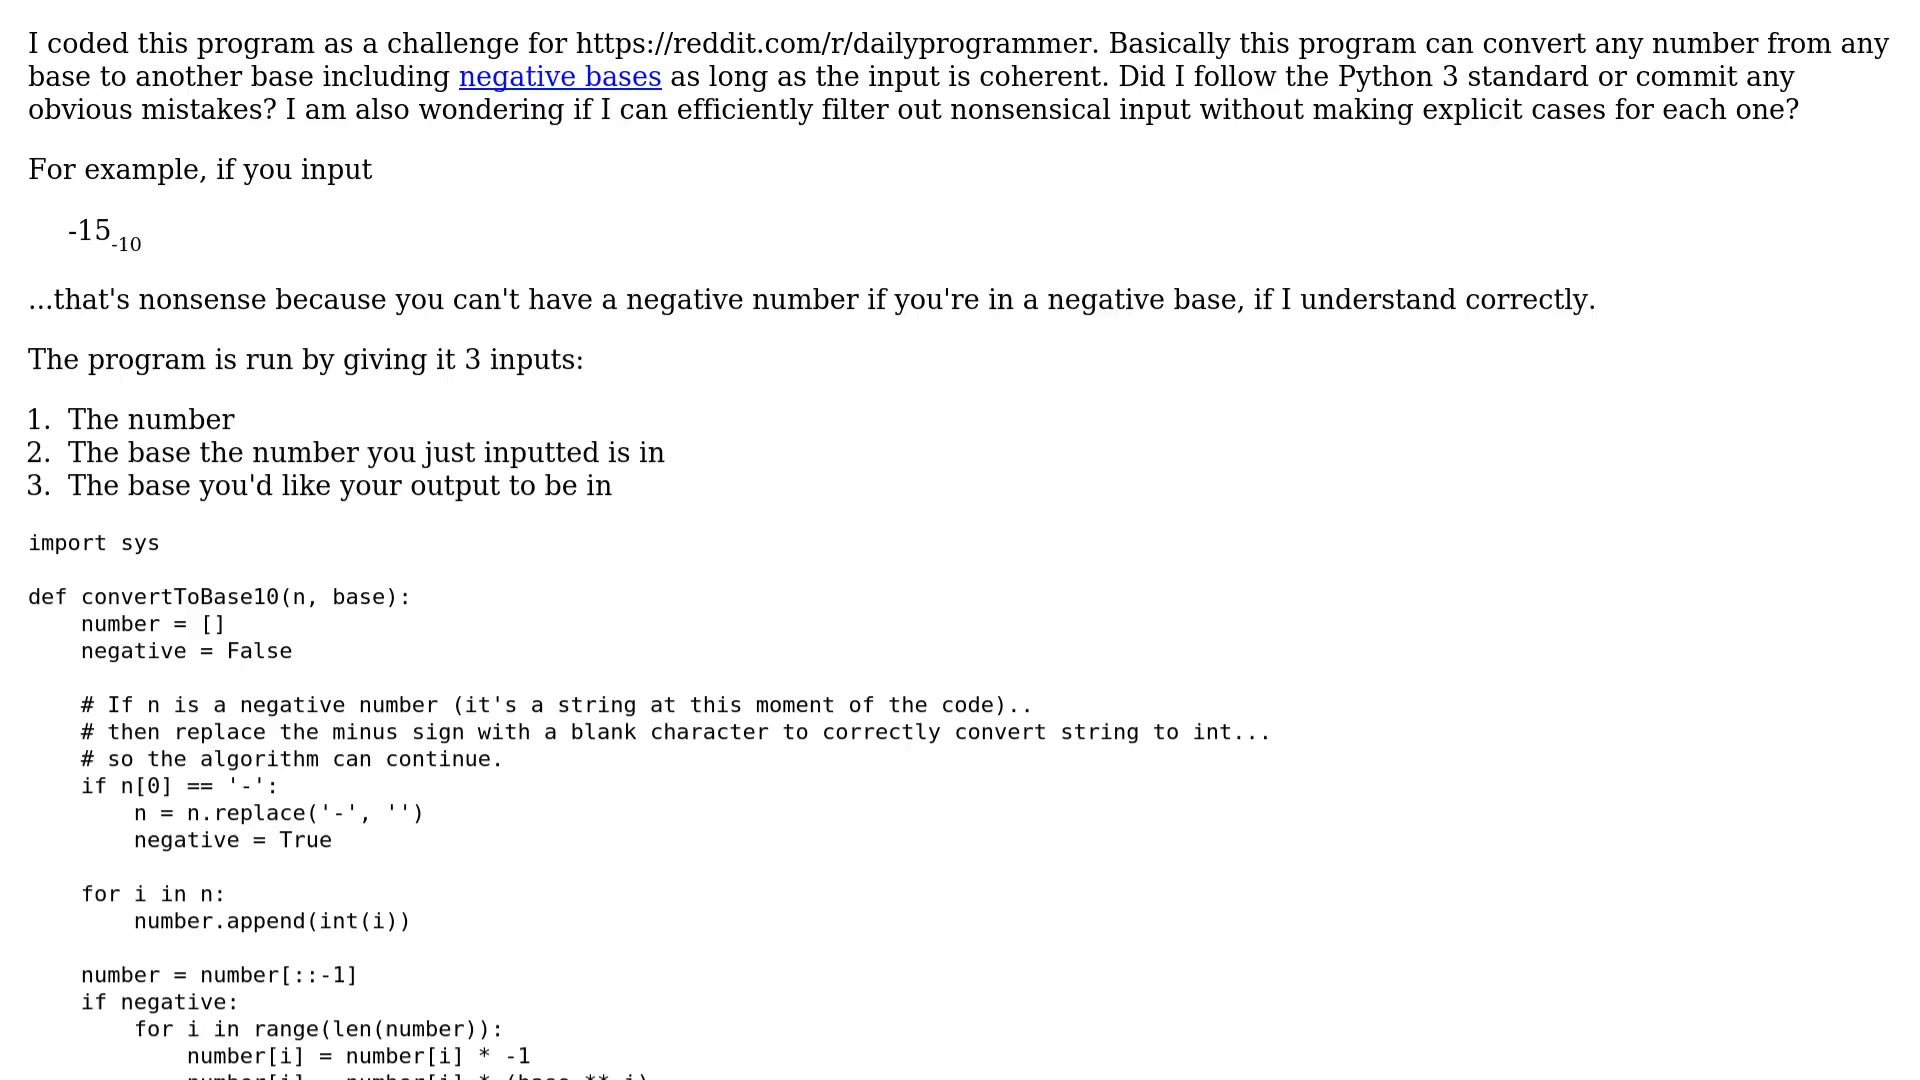 I coded this program as a challenge for https://reddit.com/r/dailyprogrammer. Basically this program can convert any number from any
base to another base including negative bases as long as the input is coherent. Did I follow the Python 3 standard or commit any
obvious mistakes? I am also wondering if I can efficiently filter out nonsensical input without making explicit cases for each one?
For example, if you input
-15-10
...that's nonsense because you can't have a negative number if you're in a negative base, if I understand correctly.
The program is run by giving it 3 inputs:
1. The number
2. The base the number you just inputted is in
3. The base you'd like your output to be in
import sys
def convertToBase10(n, base):
    number = []
    negative = False
    # If n is a negative number (it's a string at this moment of the code)..
    # then replace the minus sign with a blank character to correctly convert string to int...
    # so the algorithm can continue.
    if n[0] == '-':
        n = n.replace('-', '')
        negative = True
    for i in n:
        number.append(int(i))
    number = number[::-1]
    if negative:
        for i in range(len(number)):
            number[i] = number[i] * -1
            number[i] = number[i] * (base ** i)